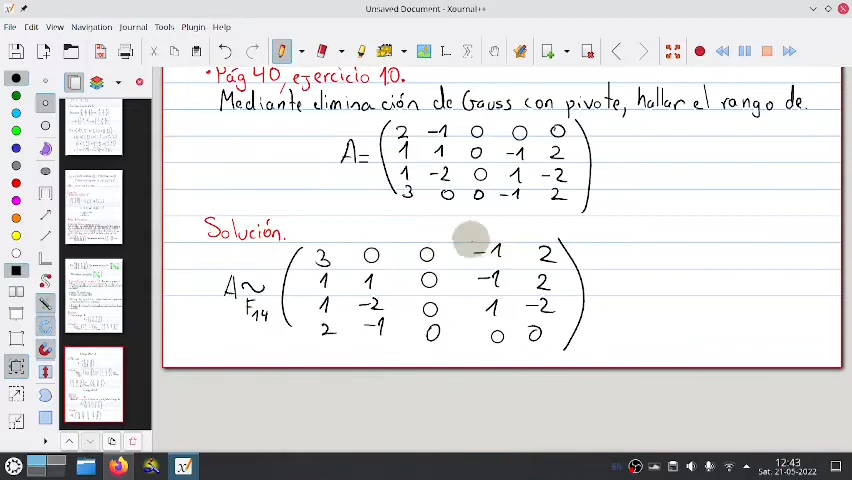 Unsaved Document - Xournal++
File Edit View Navigation Journal Tools Plugin Help
• Pág 40, ejercicio 10.
Mediante eliminación de Gauss con pivote, hallar el rango de.
2 -1 0 0 0
A= 1 1 0 -1 2
1 -2 0 1 -2
3 0 0 -1 2
Solución.
3 0 0 -1 2
A ~ 1 1 0 -1 2
F14 1 -2 0 1 -2
2 -1 0 0 0
EN
12:43
Sat. 21-05-2022